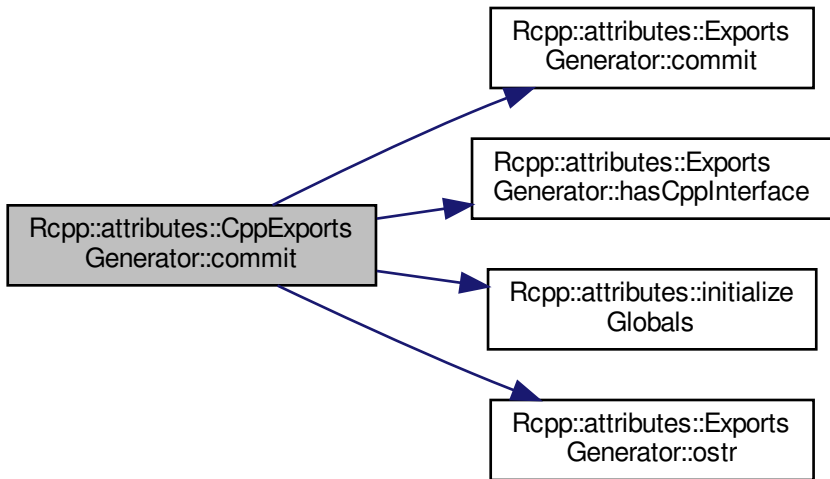 Rcpp::attributes::Exports
Generator::commit
Rcpp::attributes::Exports
Generator::hasCppInterface
Rcpp::attributes::CppExports
Generator::commit
Rcpp::attributes::initialize
Globals
Rcpp::attributes::Exports
Generator::ostr